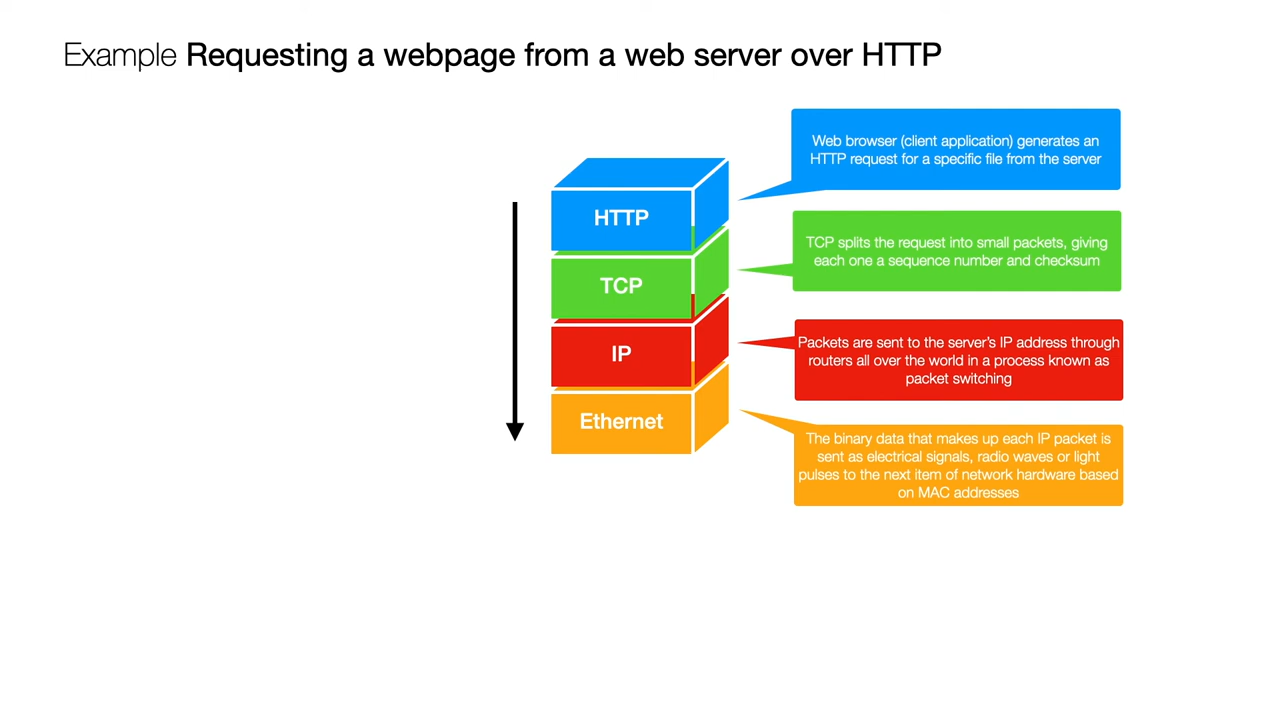 Example Requesting a webpage from a web server over HTTP
Web browser (client application) generates an
HTTP request for a specific file from the server
HTTP
TCP splits the request into small packets, giving
each one a sequence number and checksum
TCP
Packets are sent to the server’s IP address through
routers all over the world in a process known as
packet switching
IP
Ethernet
The binary data that makes up each IP packet is
sent as electrical signals, radio waves or light
pulses to the next item of network hardware based
on MAC addresses